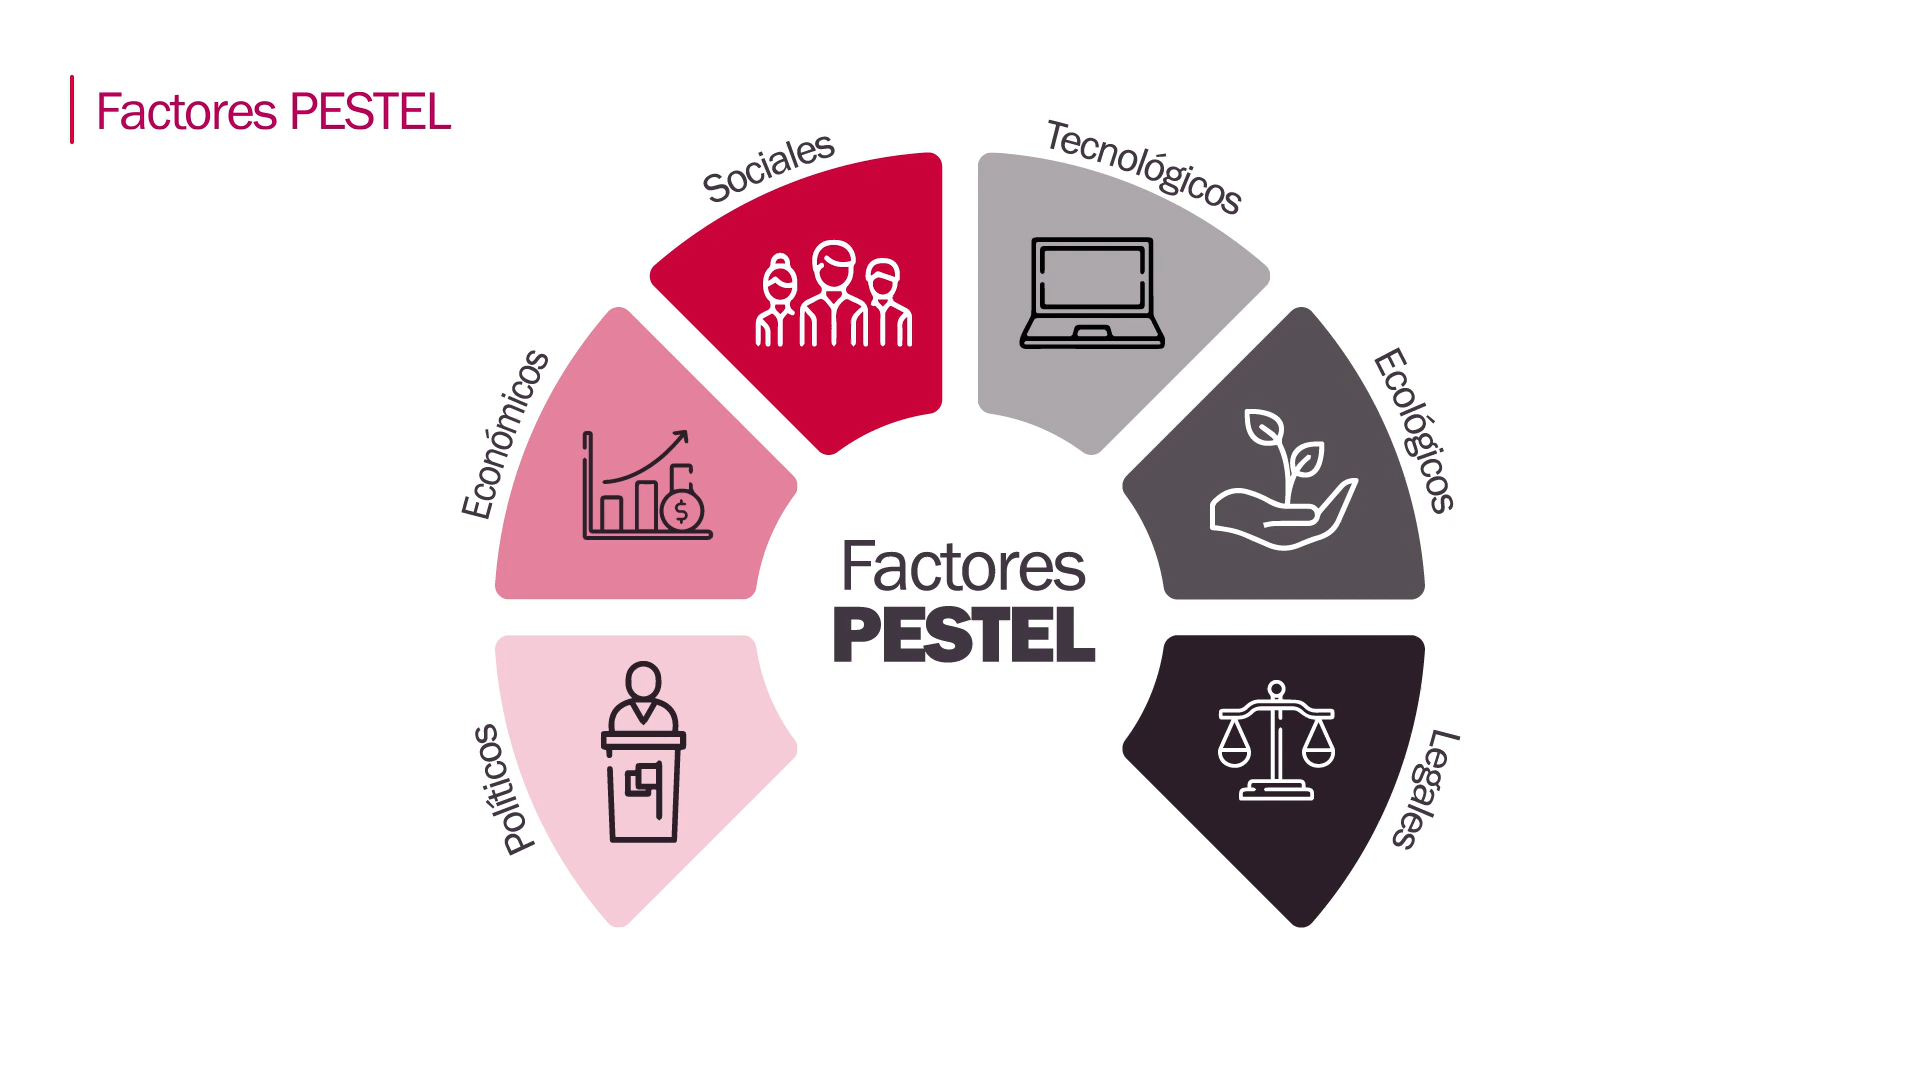 Factores PESTEL
Sociales
Tecnológicos
Económicos
Ecológicos
$
Factores
PESTEL
Políticos
Legales